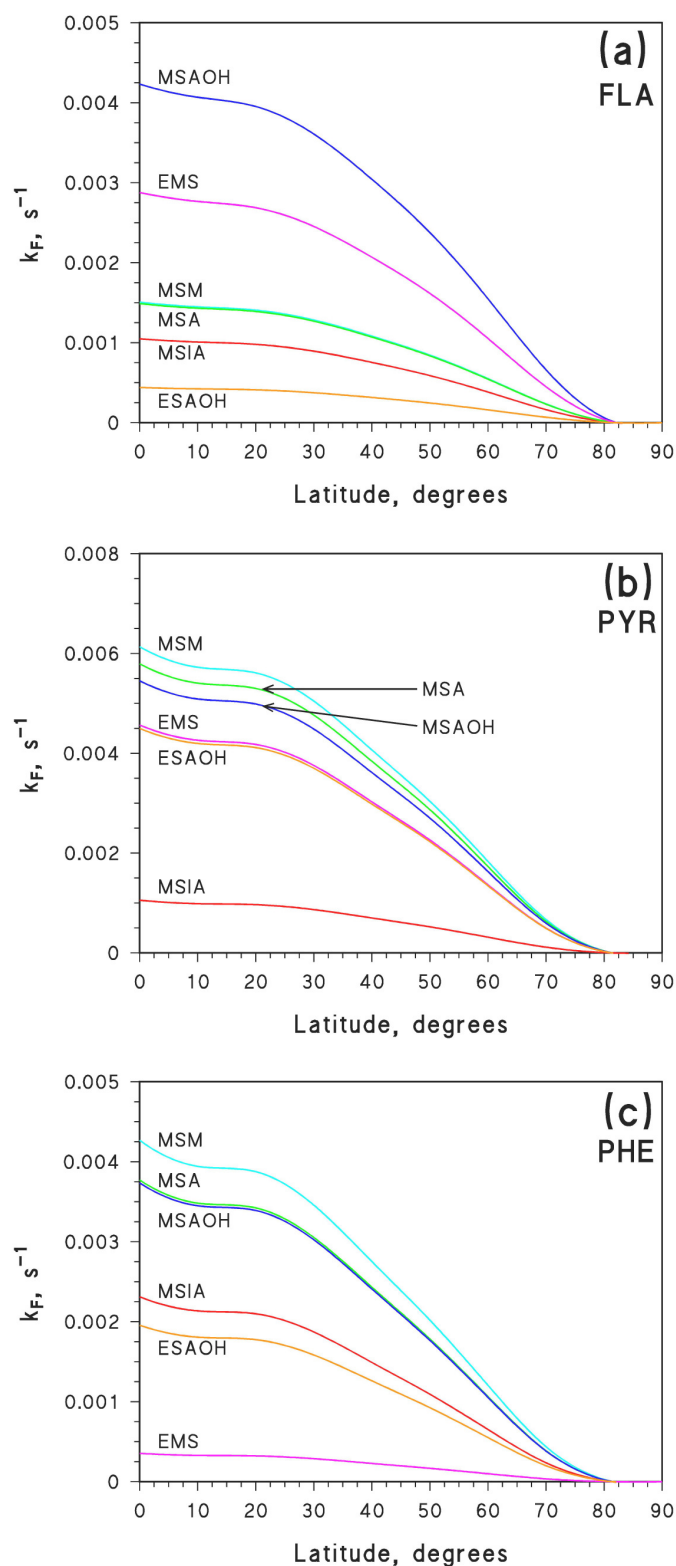 0.005
(a)
FLA
MSAOH
0.004
EMS
0.003
k_F, s⁻¹
0.002
MSM
MSA
MSIA
0.001
ESAOH
0
0 10 20 30 40 50 60 70 80 90
Latitude, degrees
0.008
(b)
PYR
MSM
0.006
MSA
MSAOH
EMS
ESAOH
k_F, s⁻¹
0.004
0.002
MSIA
0
0 10 20 30 40 50 60 70 80 90
Latitude, degrees
0.005
(c)
PHE
MSM
0.004
MSA
MSAOH
0.003
k_F, s⁻¹
MSIA
0.002
ESAOH
0.001
EMS
0
0 10 20 30 40 50 60 70 80 90
Latitude, degrees